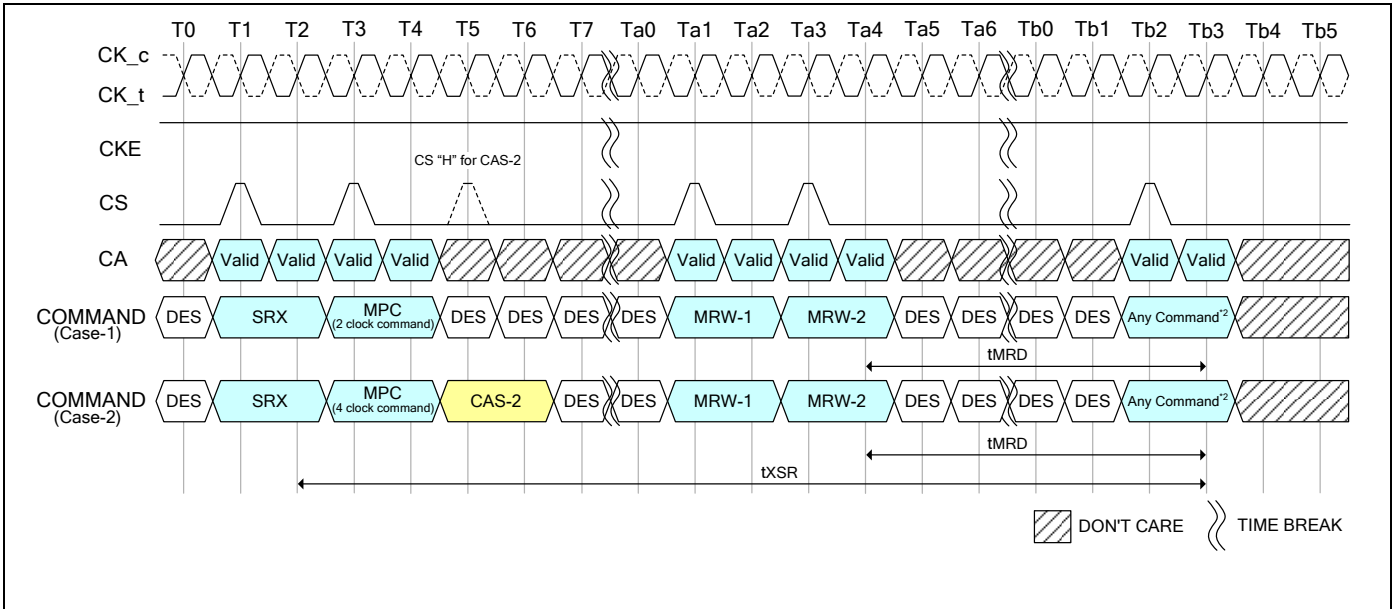 T0 T1 T2 T3 T4 T5 T6 T7 Ta0 Ta1 Ta2 Ta3 Ta4 Ta5 Ta6 Tb0 Tb1 Tb2 Tb3 Tb4 Tb5
CK_c
CK_t
CKE
CS "H" for CAS-2
CS
CA Valid Valid Valid Valid Valid Valid Valid Valid Valid Valid
COMMAND (Case-1) DES SRX MPC (2 clock command) DES DES DES DES MRW-1 MRW-2 DES DES DES DES Any Command*2
tMRD
COMMAND (Case-2) DES SRX MPC (4 clock command) CAS-2 DES DES MRW-1 MRW-2 DES DES DES DES Any Command*2
tMRD
tXSR
DON'T CARE TIME BREAK